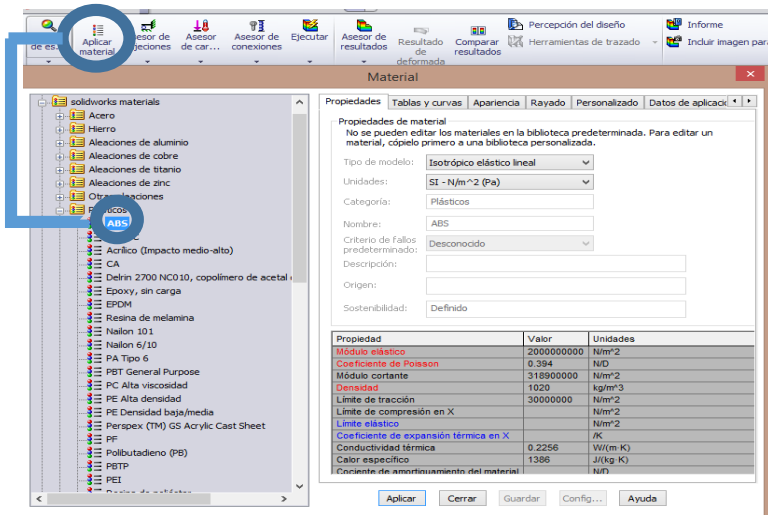 de es...
Aplicar material
Asesor de sujeciones
Asesor de car...
Asesor de conexiones
Ejecutar
Asesor de resultados
Resultado de deformada
Comparar resultados
Percepción del diseño
Herramientas de trazado
Informe
Incluir imagen par
Material
solidworks materials
Acero
Hierro
Aleaciones de aluminio
Aleaciones de cobre
Aleaciones de titanio
Aleaciones de zinc
Otras aleaciones
Plásticos
ABS
Acrílico (Impacto medio-alto)
CA
Delrin 2700 NC010, copolímero de acetal
Epoxy, sin carga
EPDM
Resina de melamina
Nailon 101
Nailon 6/10
PA Tipo 6
PBT General Purpose
PC Alta viscosidad
PE Alta densidad
PE Densidad baja/media
Perspex (TM) GS Acrylic Cast Sheet
PF
Polibutadieno (PB)
PBTP
PEI
Propiedades Tablas y curvas Apariencia Rayado Personalizado Datos de aplicació
Propiedades de material
No se pueden editar los materiales en la biblioteca predeterminada. Para editar un
material, cópielo primero a una biblioteca personalizada.
Tipo de modelo: Isotrópico elástico lineal
Unidades: SI - N/m^2 (Pa)
Categoría: Plásticos
Nombre: ABS
Criterio de fallos predeterminado: Desconocido
Descripción:
Origen:
Sostenibilidad: Definido
Propiedad Valor Unidades
Módulo elástico 2000000000 N/m^2
Coeficiente de Poisson 0.394 N/D
Módulo cortante 318900000 N/m^2
Densidad 1020 kg/m^3
Límite de tracción 30000000 N/m^2
Límite de compresión en X N/m^2
Límite elástico N/m^2
Coeficiente de expansión térmica en X /K
Conductividad térmica 0.2256 W/(m·K)
Calor específico 1386 J/(kg·K)
Cociente de amortiguamiento del material N/D
Aplicar Cerrar Guardar Config... Ayuda